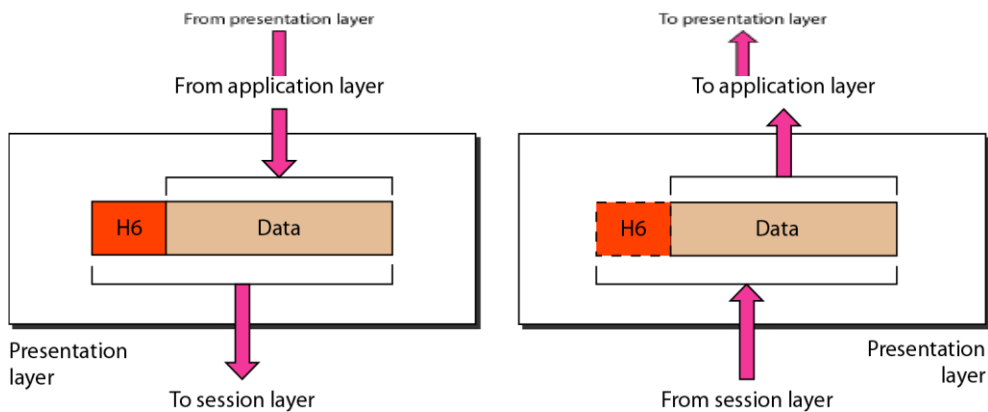 From presentation layer
To presentation layer
From application layer
To application layer
H6
Data
H6
Data
Presentation
layer
Presentation
layer
To session layer
From session layer